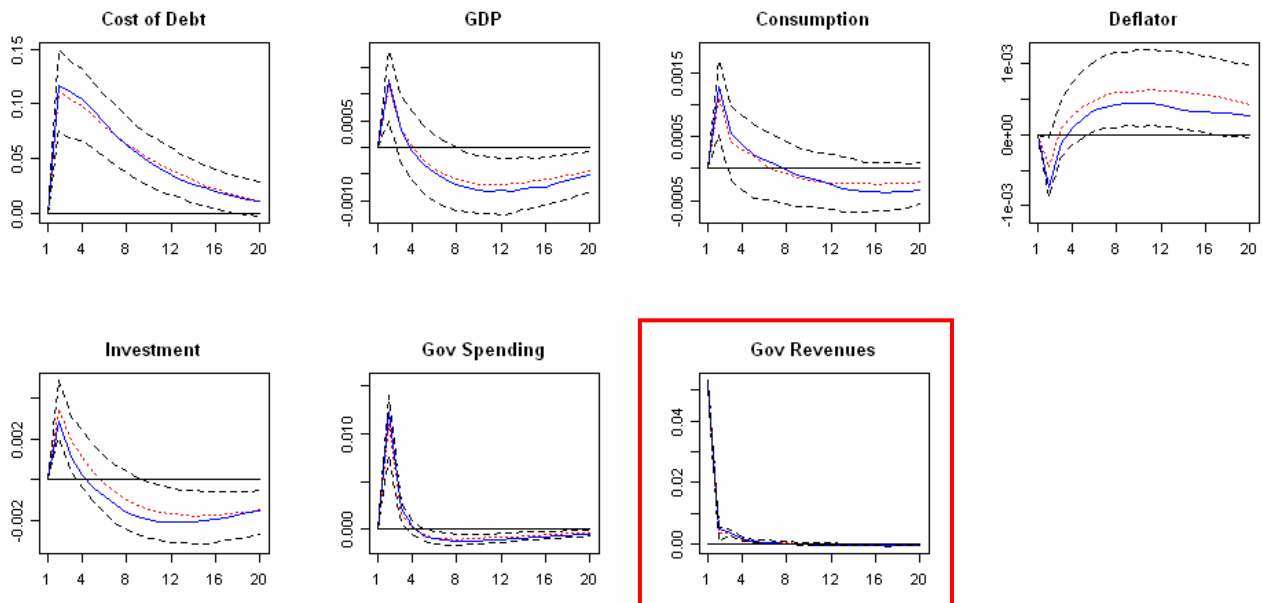 Cost of Debt
0.00 0.05 0.10 0.15
1 4 8 12 16 20
GDP
-0.0010 0.0005
1 4 8 12 16 20
Consumption
-0.0005 0.0005 0.0015
1 4 8 12 16 20
Deflator
-1e-03 0e+00 1e-03
1 4 8 12 16 20
Investment
-0.002 0.002
1 4 8 12 16 20
Gov Spending
0.000 0.010
1 4 8 12 16 20
Gov Revenues
0.00 0.02 0.04
1 4 8 12 16 20